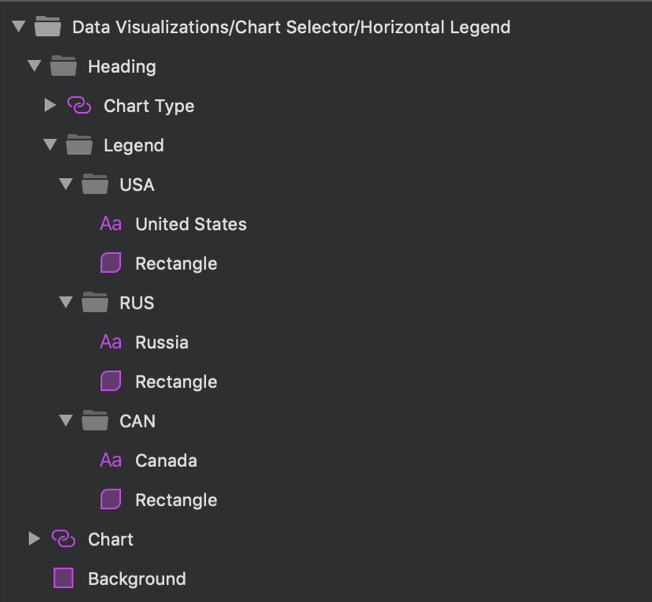 Data Visualizations/Chart Selector/Horizontal Legend
Heading
Chart Type
Legend
USA
Aa United States
Rectangle
RUS
Aa Russia
Rectangle
CAN
Aa Canada
Rectangle
Chart
Background